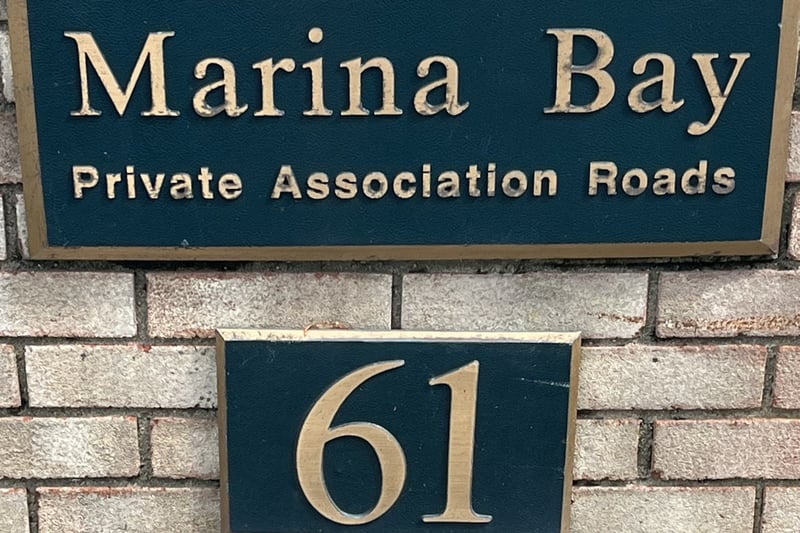 Marina Bay
Private Association Roads
61